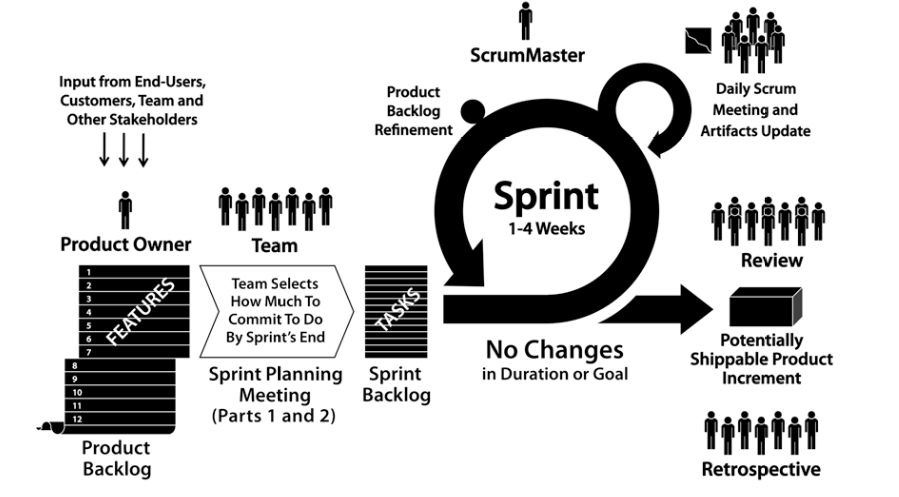 Input from End-Users,
Customers, Team and
Other Stakeholders
Product Owner
1
2
3
4
5
6
7
FEATURES
8
9
10
11
12
Product
Backlog
Team
Team Selects
How Much To
Commit To Do
By Sprint's End
Sprint Planning
Meeting
(Parts 1 and 2)
TASKS
Sprint
Backlog
ScrumMaster
Product
Backlog
Refinement
Sprint
1-4 Weeks
No Changes
in Duration or Goal
Daily Scrum
Meeting and
Artifacts Update
Review
Potentially
Shippable Product
Increment
Retrospective